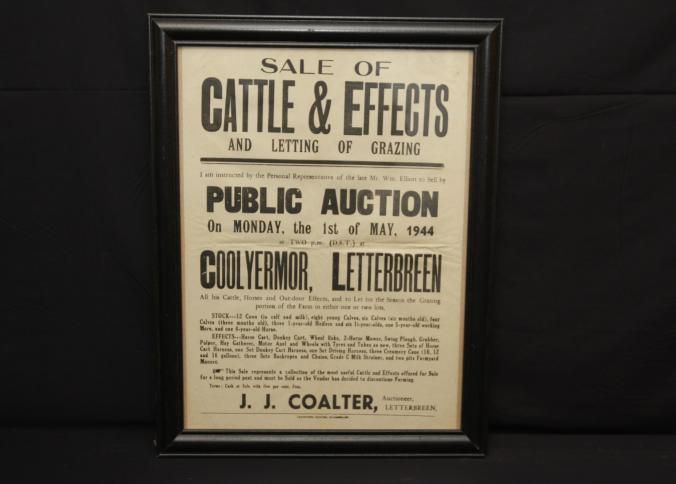 SALE OF
CATTLE & EFFECTS
AND LETTING OF GRAZING
I am instructed by the Personal Representative of the late Mr. Wm. Elliott to Sell by
PUBLIC AUCTION
On MONDAY, the 1st of MAY, 1944
at TWO p.m. (D.S.T.) at
COOLYERMOR, LETTERBREEN
All his Cattle, Horses and Out-door Effects, and to Let for the Season the Grazing
portion of the Farm in either one or two lots.
STOCK—12 Cows (in calf and milk), eight young Calves, six Calves (six months old), four
Calves (three months old), three 2-year-old Heifers and six 1½-year-olds, one 5-year-old working
Mare, and one 4-year-old Horse.
EFFECTS—Horse Cart, Donkey Cart, Wheel Rake, 2-Horse Mower, Swing Plough, Grubber,
Pulper, Hay Gatherer, Motor Axel and Wheels with Tyres and Tubes as new, three Sets of Horse
Cart Harness, one Set Donkey Cart Harness, one Set Driving Harness, three Creamery Cans (10, 12
and 16 gallons), three Sets Backropes and Chains, Grade C Milk Strainer, and two pits Farmyard
Manure.
This Sale represents a collection of the most useful Cattle and Effects offered for Sale
for a long period past and must be Sold as the Vendor has decided to discontinue Farming.
Terms: Cash at Sale with five per cent. Fees.
J. J. COALTER, Auctioneer,
LETTERBREEN.